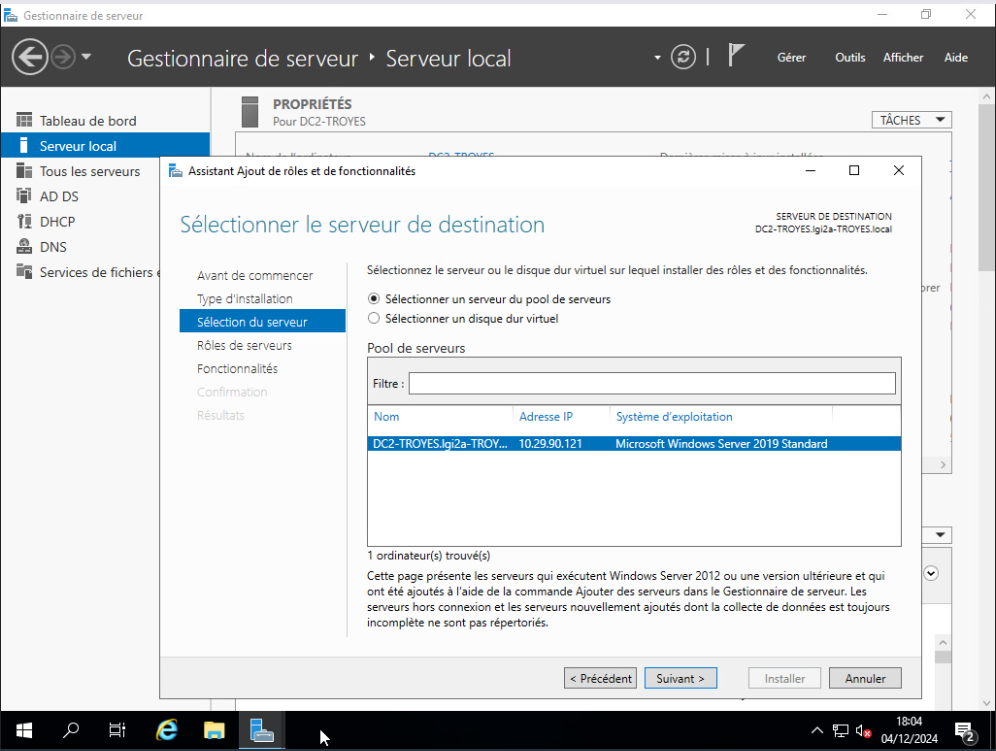 Gestionnaire de serveur
Gestionnaire de serveur ‣ Serveur local
Gérer Outils Afficher Aide
Tableau de bord
Serveur local
Tous les serveurs
AD DS
DHCP
DNS
Services de fichiers
PROPRIÉTÉS
Pour DC2-TROYES
TÂCHES
Assistant Ajout de rôles et de fonctionnalités
Sélectionner le serveur de destination
SERVEUR DE DESTINATION
DC2-TROYES.lgi2a-TROYES.local
Avant de commencer
Type d'installation
Sélection du serveur
Rôles de serveurs
Fonctionnalités
Confirmation
Résultats
Sélectionnez le serveur ou le disque dur virtuel sur lequel installer des rôles et des fonctionnalités.
Sélectionner un serveur du pool de serveurs
Sélectionner un disque dur virtuel
Pool de serveurs
Filtre :
Nom Adresse IP Système d'exploitation
DC2-TROYES.lgi2a-TROY... 10.29.90.121 Microsoft Windows Server 2019 Standard
1 ordinateur(s) trouvé(s)
Cette page présente les serveurs qui exécutent Windows Server 2012 ou une version ultérieure et qui
ont été ajoutés à l'aide de la commande Ajouter des serveurs dans le Gestionnaire de serveur. Les
serveurs hors connexion et les serveurs nouvellement ajoutés dont la collecte de données est toujours
incomplète ne sont pas répertoriés.
< Précédent Suivant > Installer Annuler
18:04
04/12/2024
2